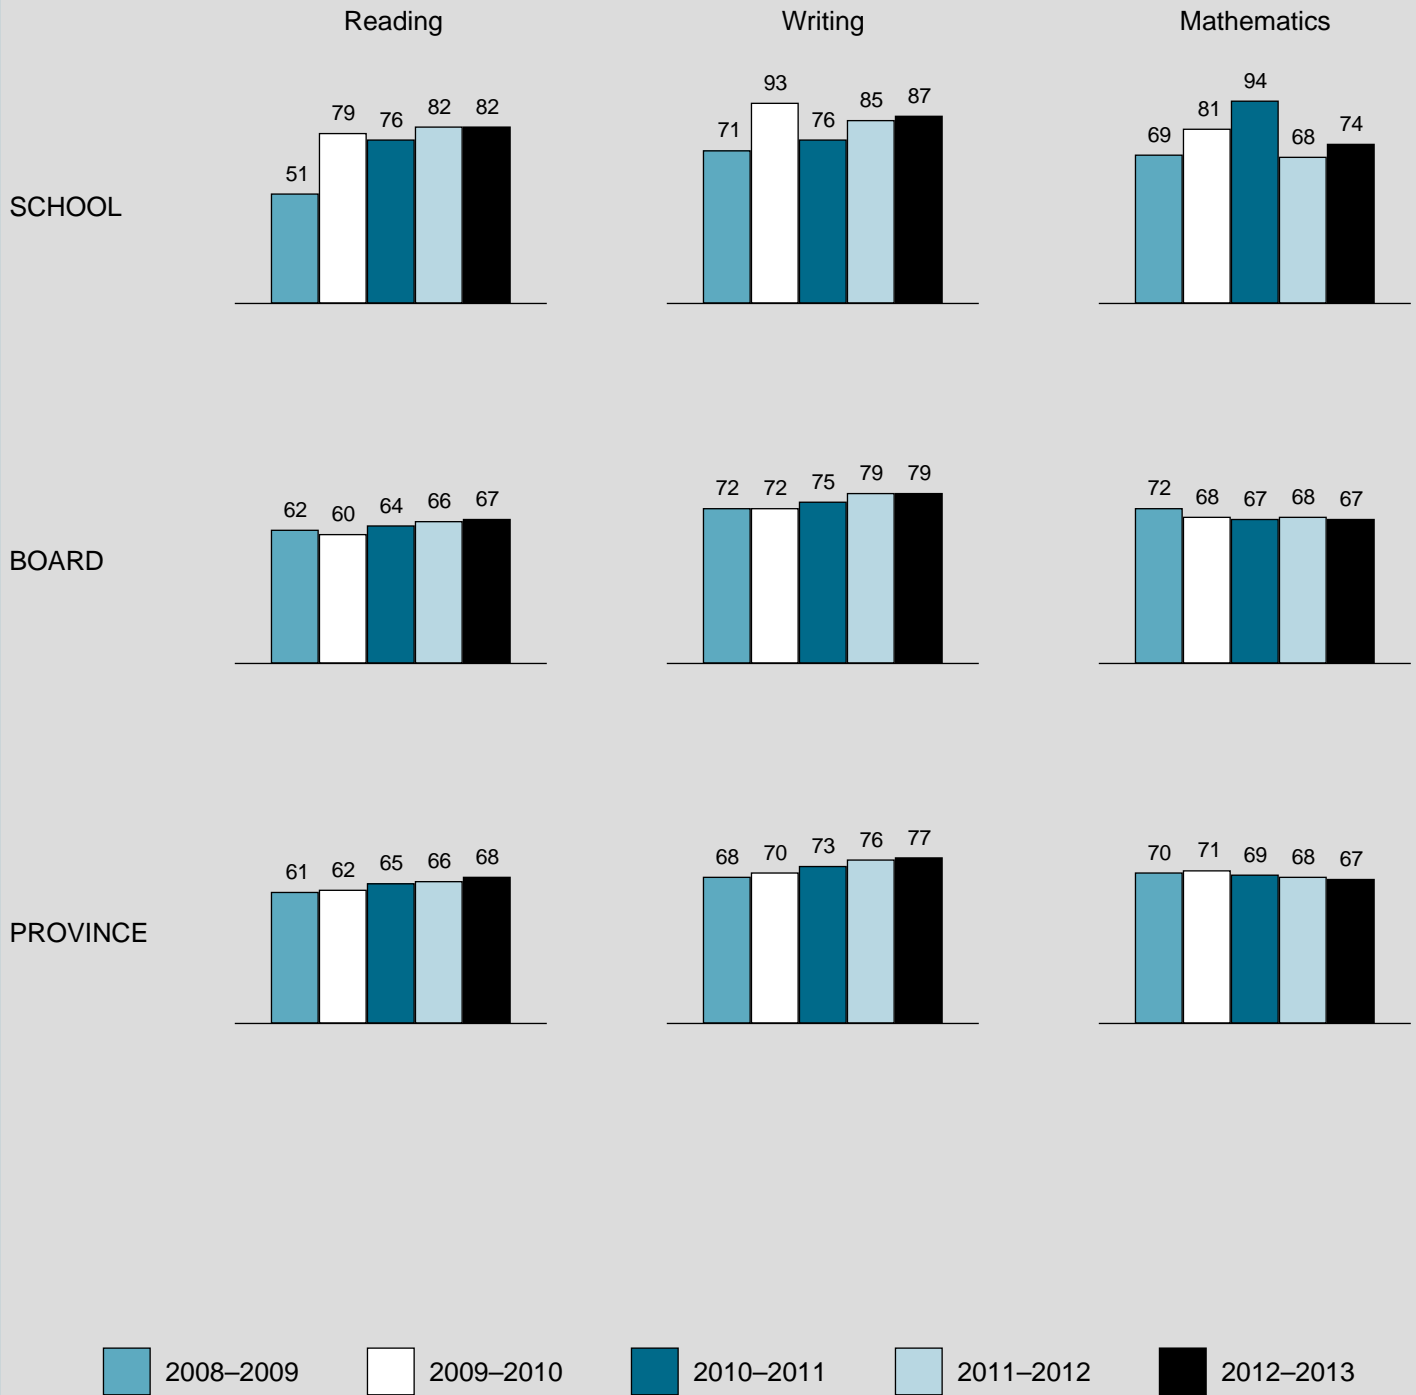 Reading Writing Mathematics
SCHOOL
51 79 76 82 82
71 93 76 85 87
69 81 94 68 74
BOARD
62 60 64 66 67
72 72 75 79 79
72 68 67 68 67
PROVINCE
61 62 65 66 68
68 70 73 76 77
70 71 69 68 67
2008–2009 2009–2010 2010–2011 2011–2012 2012–2013